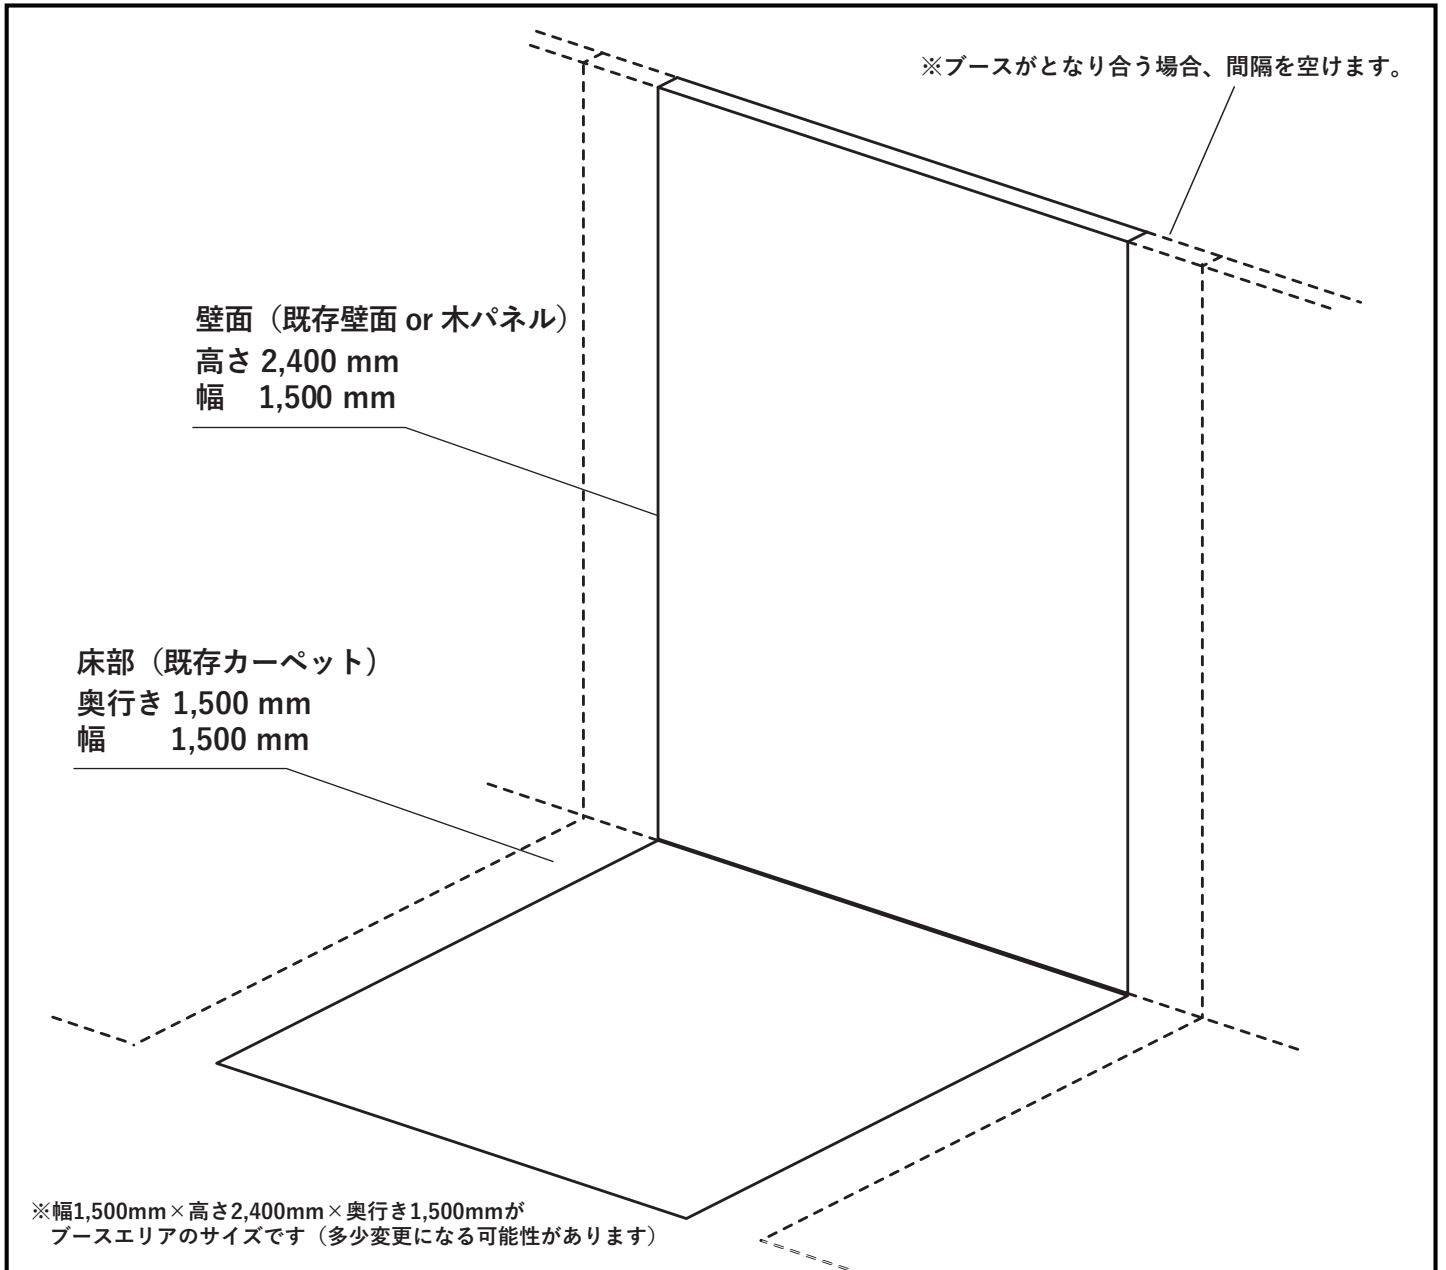 ※ブースがとなり合う場合、間隔を空けます。
壁面（既存壁面 or 木パネル）
高さ 2,400 mm
幅　1,500 mm
床部（既存カーペット）
奥行き 1,500 mm
幅　　1,500 mm
※幅1,500mm×高さ2,400mm×奥行き1,500mmが
ブースエリアのサイズです（多少変更になる可能性があります）